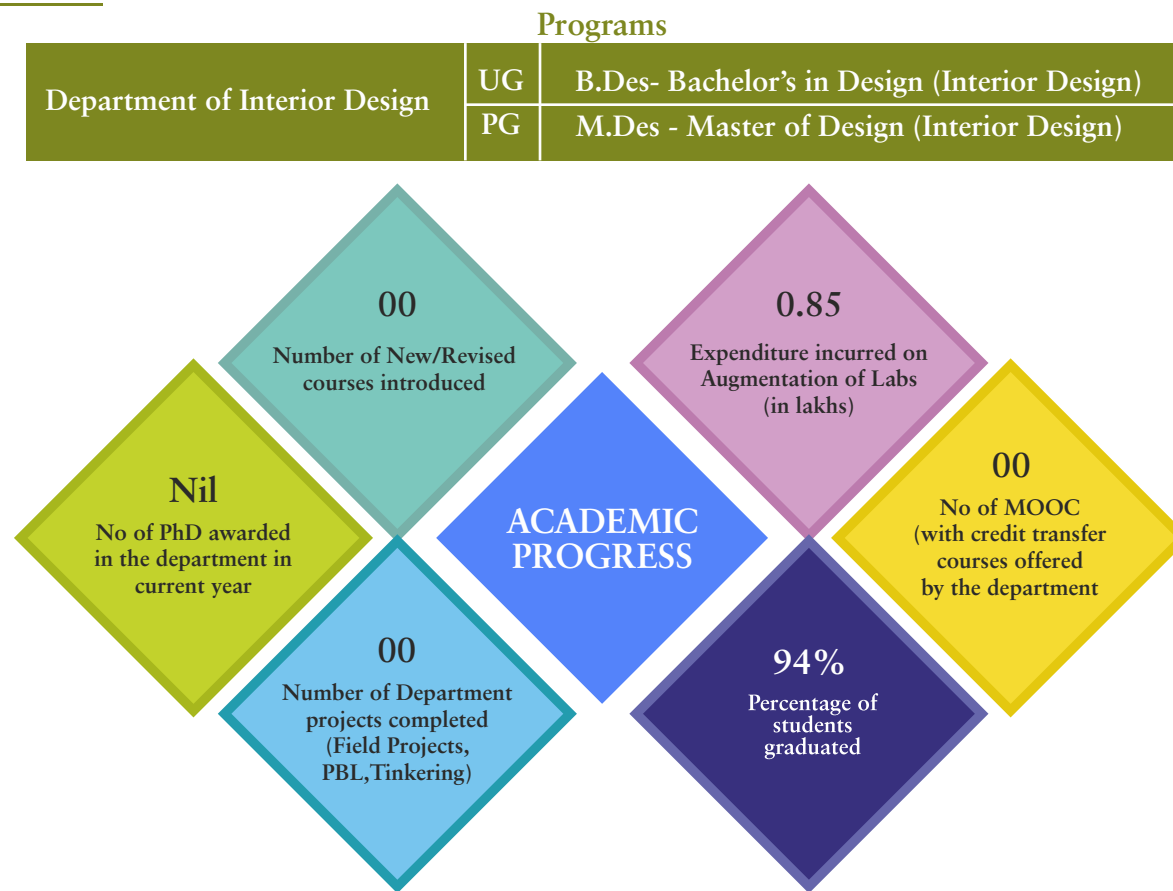 Programs
Department of Interior Design
UG
B.Des- Bachelor's in Design (Interior Design)
PG
M.Des - Master of Design (Interior Design)
00
Number of New/Revised
courses introduced
0.85
Expenditure incurred on
Augmentation of Labs
(in lakhs)
Nil
No of PhD awarded
in the department in
current year
ACADEMIC
PROGRESS
00
No of MOOC
(with credit transfer
courses offered
by the department
00
Number of Department
projects completed
(Field Projects,
PBL,Tinkering)
94%
Percentage of
students
graduated